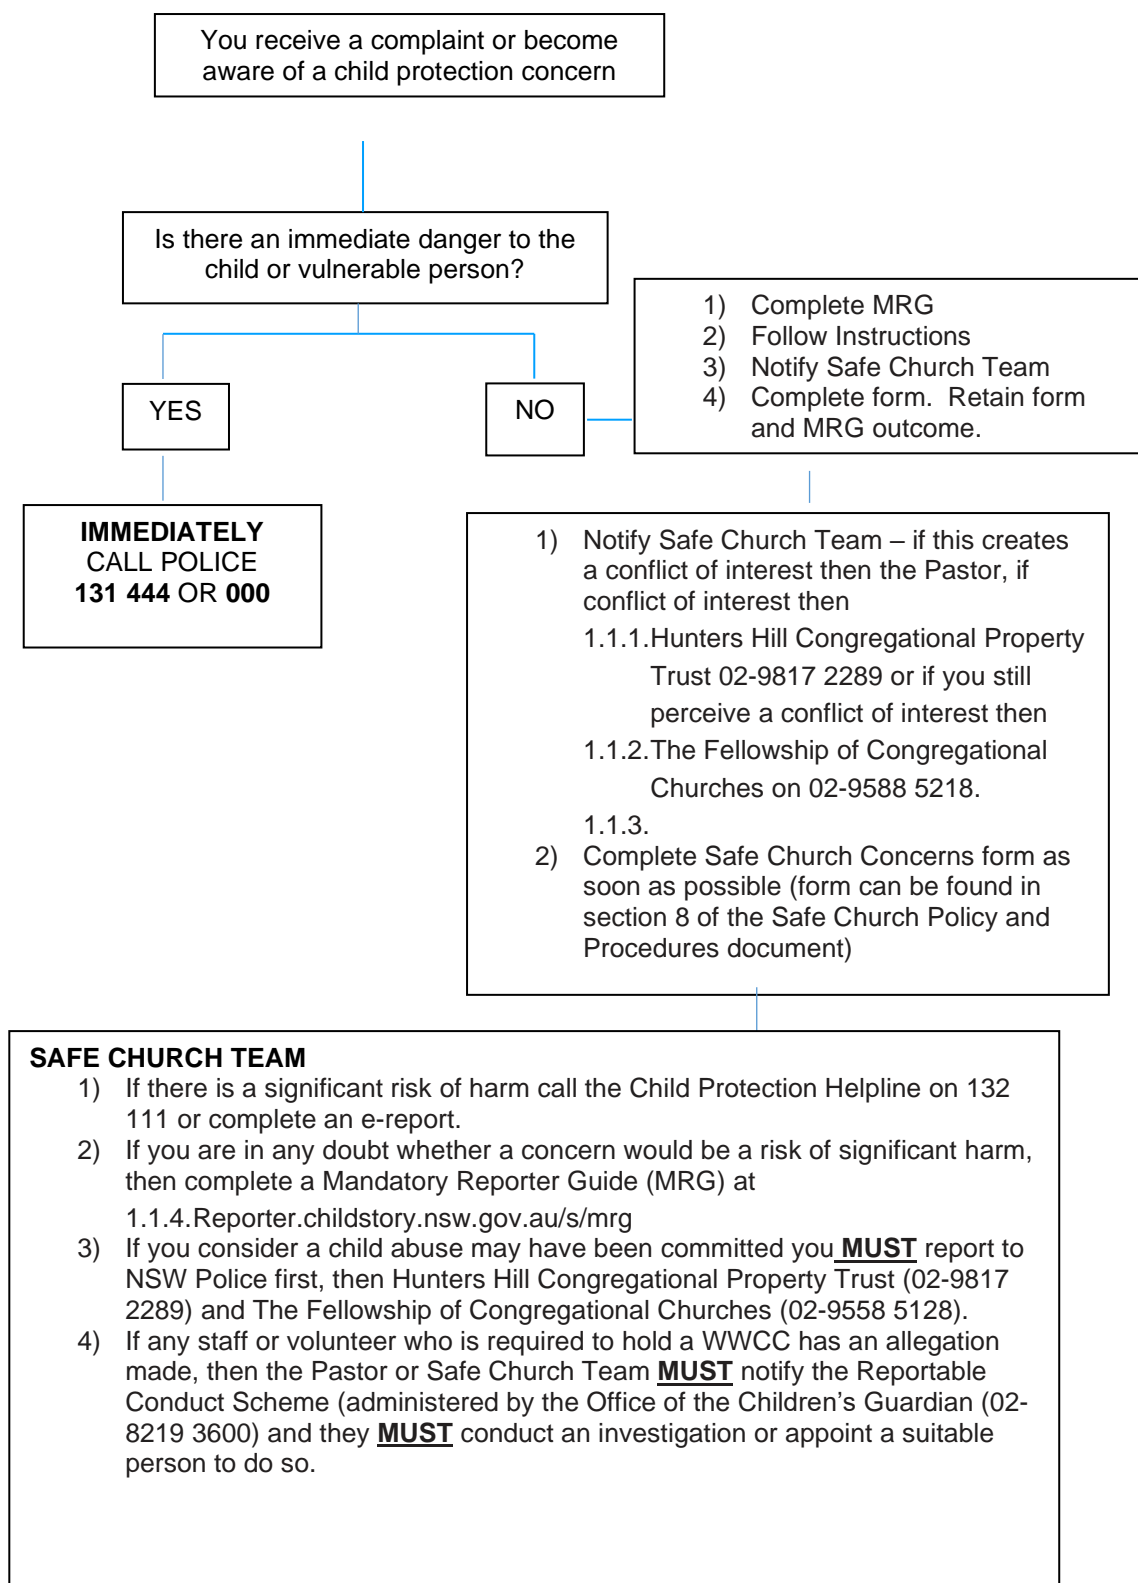 You receive a complaint or become
aware of a child protection concern
Is there an immediate danger to the
child or vulnerable person?
1) Complete MRG
2) Follow Instructions
3) Notify Safe Church Team
4) Complete form. Retain form
and MRG outcome.
YES
NO
IMMEDIATELY
CALL POLICE
131 444 OR 000
1) Notify Safe Church Team – if this creates
a conflict of interest then the Pastor, if
conflict of interest then
1.1.1.Hunters Hill Congregational Property
Trust 02-9817 2289 or if you still
perceive a conflict of interest then
1.1.2.The Fellowship of Congregational
Churches on 02-9588 5218.
1.1.3.
2) Complete Safe Church Concerns form as
soon as possible (form can be found in
section 8 of the Safe Church Policy and
Procedures document)
SAFE CHURCH TEAM
1) If there is a significant risk of harm call the Child Protection Helpline on 132
111 or complete an e-report.
2) If you are in any doubt whether a concern would be a risk of significant harm,
then complete a Mandatory Reporter Guide (MRG) at
1.1.4.Reporter.childstory.nsw.gov.au/s/mrg
3) If you consider a child abuse may have been committed you MUST report to
NSW Police first, then Hunters Hill Congregational Property Trust (02-9817
2289) and The Fellowship of Congregational Churches (02-9558 5128).
4) If any staff or volunteer who is required to hold a WWCC has an allegation
made, then the Pastor or Safe Church Team MUST notify the Reportable
Conduct Scheme (administered by the Office of the Children’s Guardian (02-
8219 3600) and they MUST conduct an investigation or appoint a suitable
person to do so.